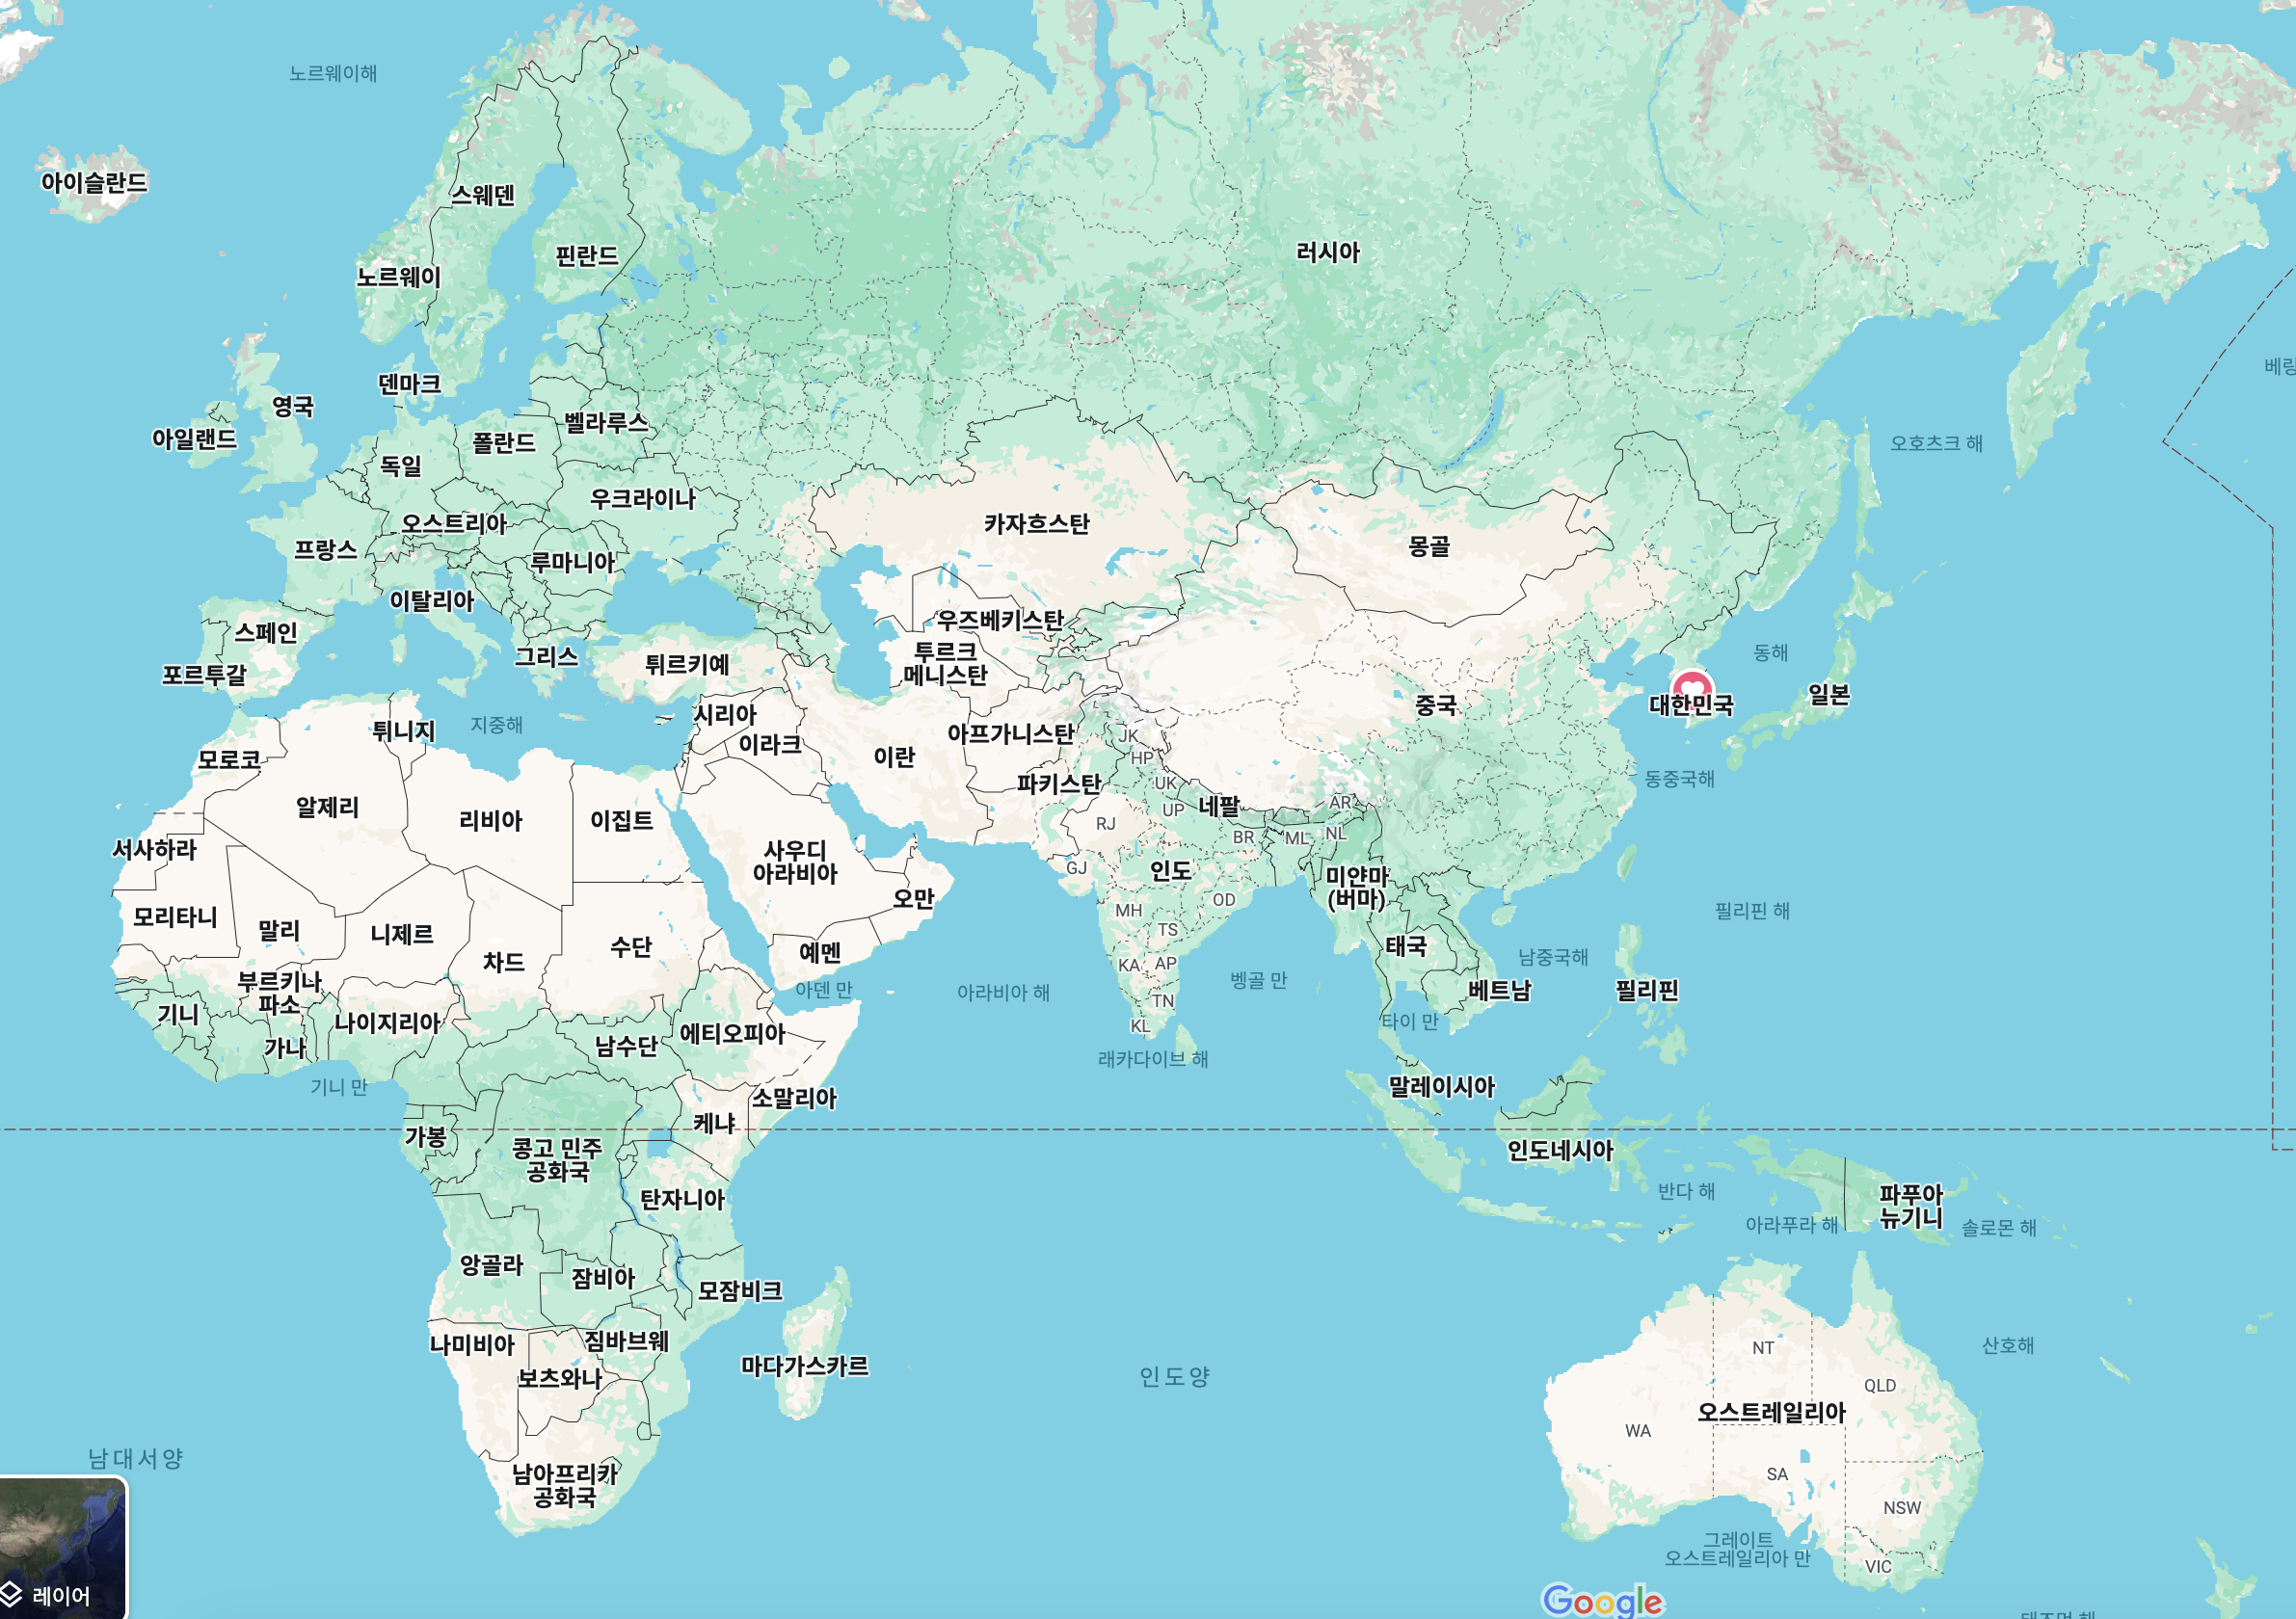 노르웨이해
아이슬란드
스웨덴
핀란드
노르웨이
러시아
베링
덴마크
영국
아일랜드
벨라루스
폴란드
독일
오호츠크 해
우크라이나
오스트리아
카자흐스탄
프랑스
몽골
루마니아
이탈리아
우즈베키스탄
스페인
투르크
메니스탄
동해
그리스
튀르키예
포르투갈
대한민국
일본
중국
시리아
지중해
튀니지
아프가니스탄
JK
이라크
이란
HP
모로코
파키스탄
UK
동중국해
알제리
리비아
이집트
UP
네팔
AR
RJ
BR
ML
NL
서사하라
사우디
아라비아
GJ
인도
미얀마
(버마)
오만
OD
MH
필리핀 해
모리타니
말리
니제르
수단
TS
태국
예멘
차드
KA
AP
남중국해
부르키나
파소
아덴 만
아라비아 해
벵골 만
베트남
필리핀
TN
기니
나이지리아
에티오피아
KL
타이 만
가나
남수단
래카다이브 해
기니 만
말레이시아
소말리아
케냐
가봉
콩고 민주
공화국
인도네시아
탄자니아
반다 해
파푸아
뉴기니
아라푸라 해
솔로몬 해
앙골라
잠비아
모잠비크
나미비아
짐바브웨
NT
산호해
마다가스카르
보츠와나
인도양
QLD
오스트레일리아
WA
남대서양
남아프리카
공화국
SA
NSW
그레이트
오스트레일리아 만
VIC
레이어
Google